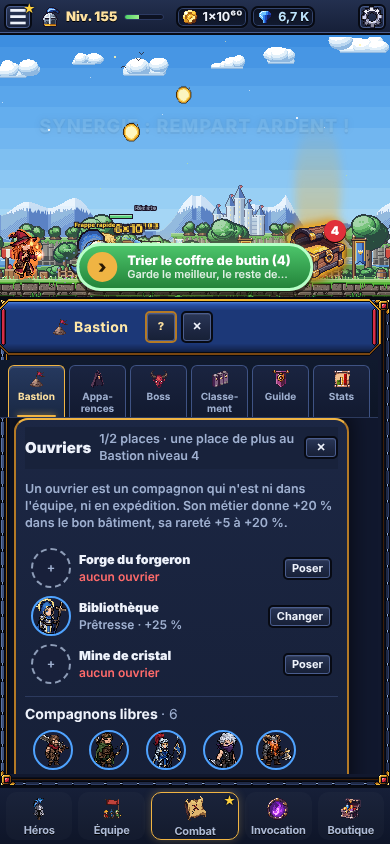 Niv. 155
1×10⁶⁰
6,7 K
SYNERGIE : REMPART ARDENT !
Frappe rapide
4
Trier le coffre de butin (4)
Garde le meilleur, le reste de…
Bastion
?
×
Bastion
Appa-
rences
Boss
Classe-
ment
Guilde
Stats
Ouvriers
1/2 places · une place de plus au
Bastion niveau 4
×
Un ouvrier est un compagnon qui n'est ni dans
l'équipe, ni en expédition. Son métier donne +20 %
dans le bon bâtiment, sa rareté +5 à +20 %.
+
Forge du forgeron
aucun ouvrier
Poser
Bibliothèque
Prêtresse · +25 %
Changer
+
Mine de cristal
aucun ouvrier
Poser
Compagnons libres · 6
Héros
Équipe
Combat
Invocation
Boutique